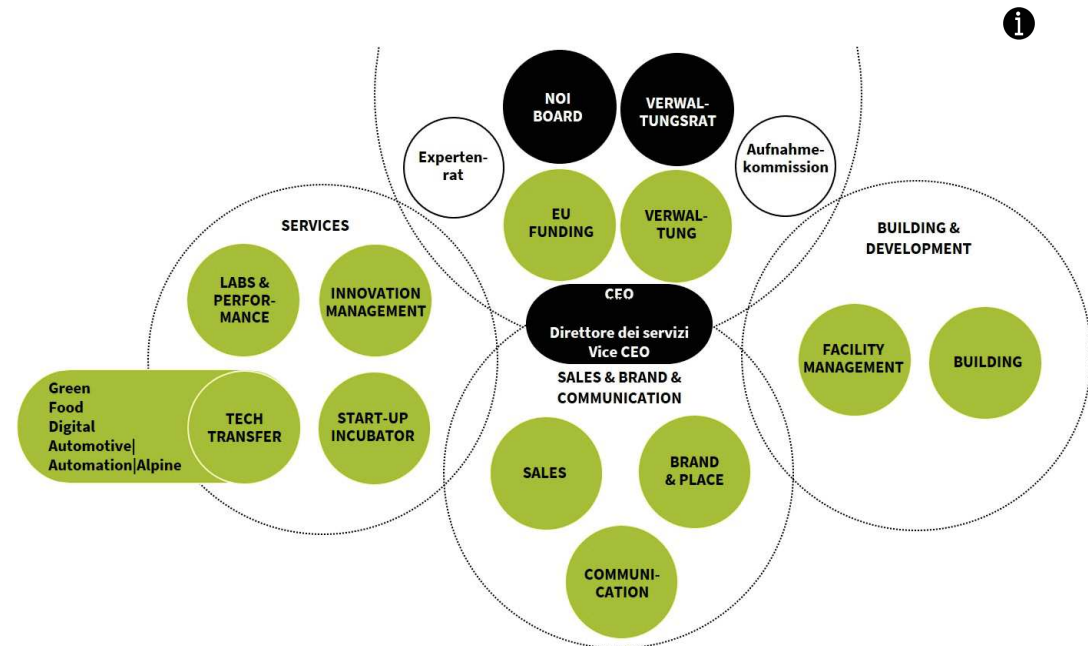 NOI
BOARD
VERWAL-
TUNGSRAT
Experten-
rat
Aufnahme-
kommission
EU
FUNDING
VERWAL-
TUNG
SERVICES
LABS &
PERFOR-
MANCE
INNOVATION
MANAGEMENT
Green
Food
Digital
Automotive|
Automation|Alpine
TECH
TRANSFER
START-UP
INCUBATOR
CEO
Direttore dei servizi
Vice CEO
SALES & BRAND &
COMMUNICATION
SALES
BRAND
& PLACE
COMMUNI-
CATION
BUILDING &
DEVELOPMENT
FACILITY
MANAGEMENT
BUILDING
i